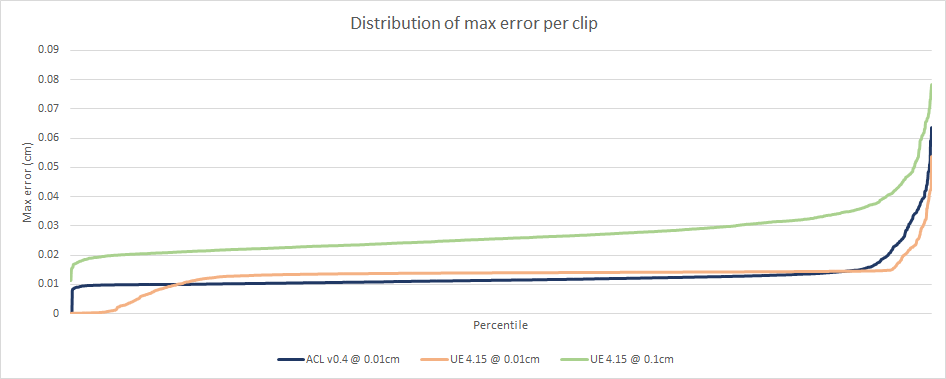 Distribution of max error per clip
0.09
0.08
0.07
0.06
0.05
0.04
0.03
0.02
0.01
0
Max error (cm)
Percentile
ACL v0.4 @ 0.01cm UE 4.15 @ 0.01cm UE 4.15 @ 0.1cm